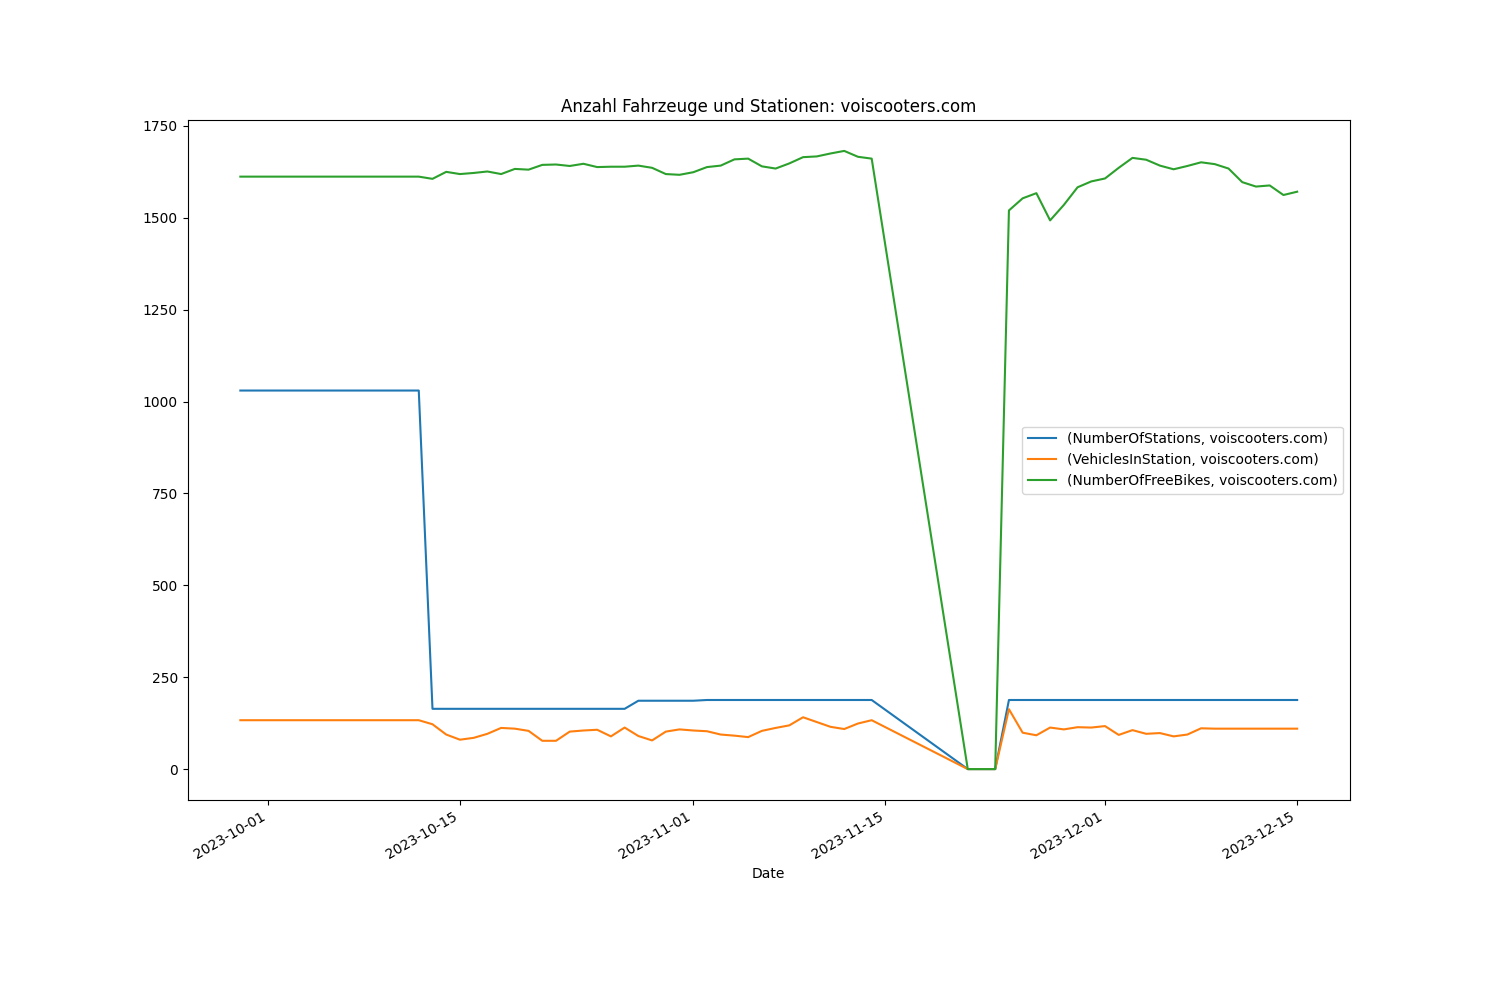 Anzahl Fahrzeuge und Stationen: voiscooters.com
1750
1500
1250
1000
750
500
250
0
(NumberOfStations, voiscooters.com)
(VehiclesInStation, voiscooters.com)
(NumberOfFreeBikes, voiscooters.com)
2023-10-01
2023-10-15
2023-11-01
2023-11-15
2023-12-01
2023-12-15
Date